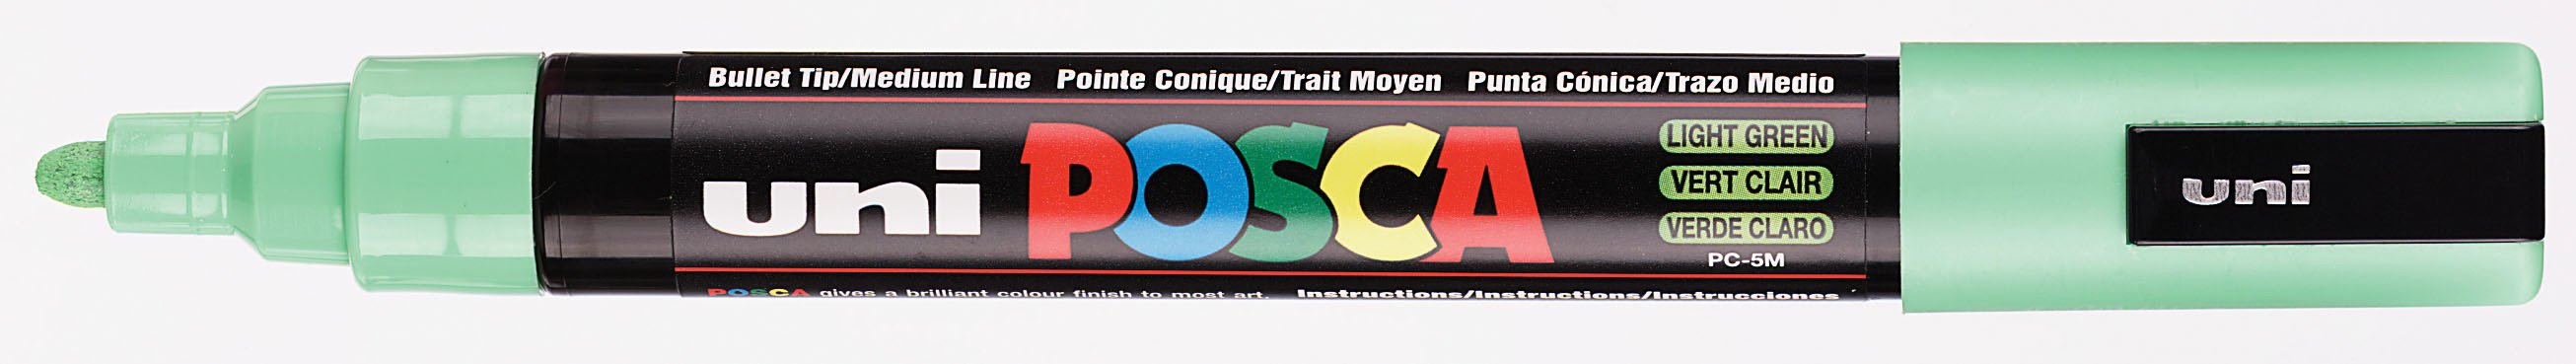 Bullet Tip/Medium Line Pointe Conique/Trait Moyen Punta Cónica/Trazo Medio
uni POSCA
LIGHT GREEN
VERT CLAIR
VERDE CLARO
PC-5M
POSCA gives a brilliant colour finish to most art. Instructions/Instructions/Instrucciones
uni